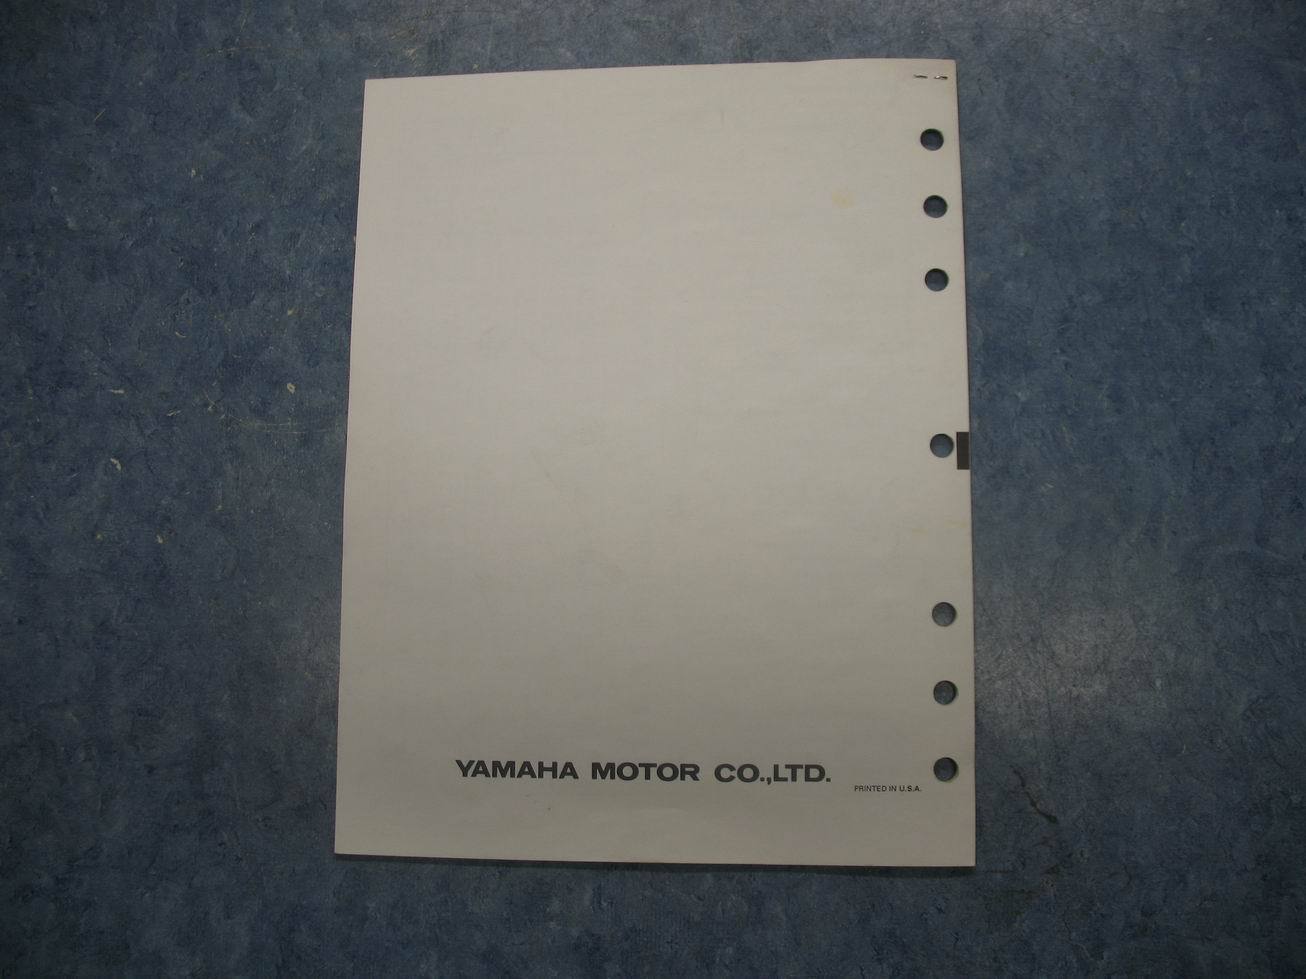 YAMAHA MOTOR CO.,LTD.
PRINTED IN U.S.A.